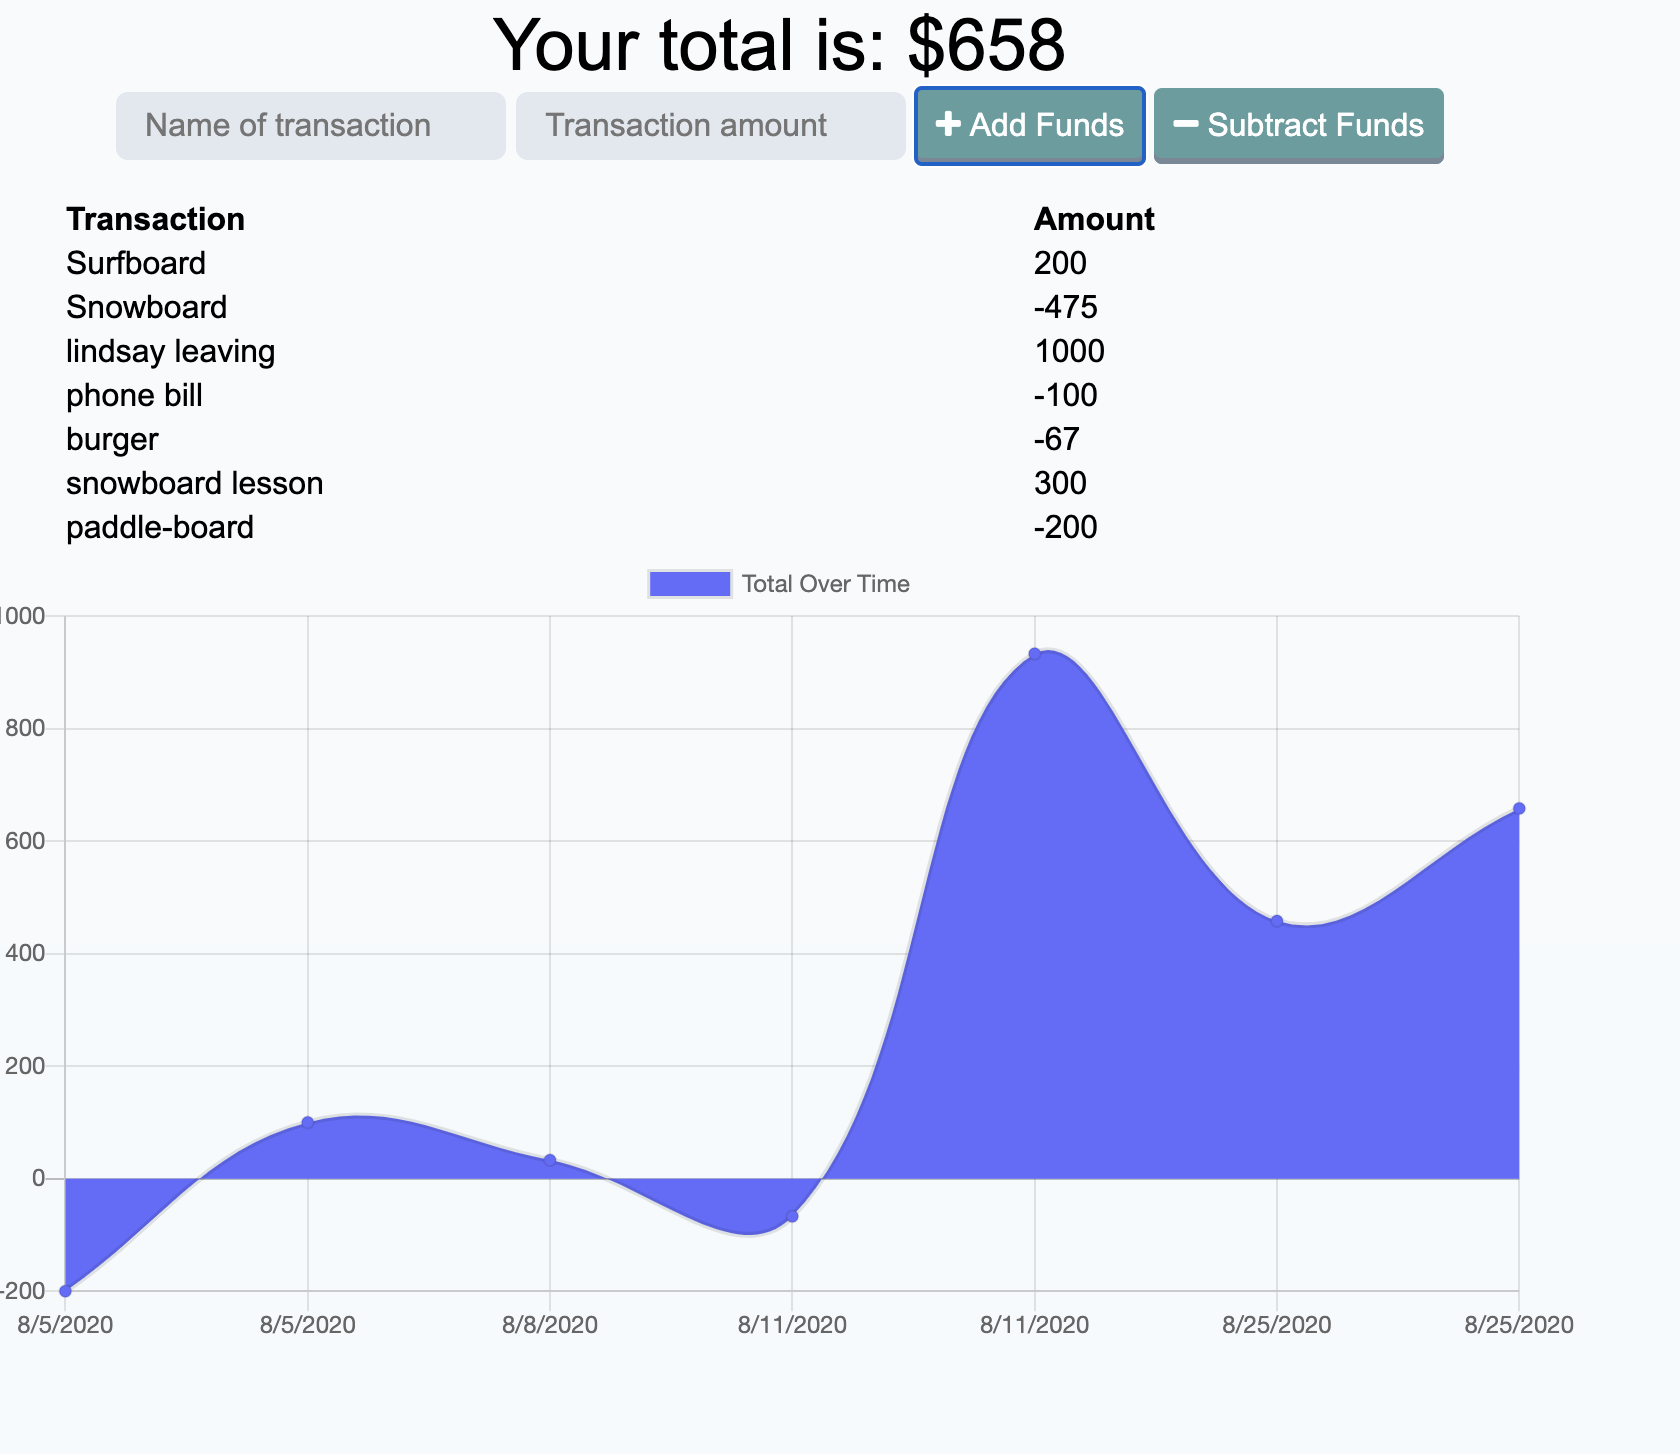 Your total is: $658
Name of transaction Transaction amount Add Funds Subtract Funds
Transaction Amount
Surfboard 200
Snowboard -475
lindsay leaving 1000
phone bill -100
burger -67
snowboard lesson 300
paddle-board -200
Total Over Time
1000
800
600
400
200
0
-200
8/5/2020 8/5/2020 8/8/2020 8/11/2020 8/11/2020 8/25/2020 8/25/2020